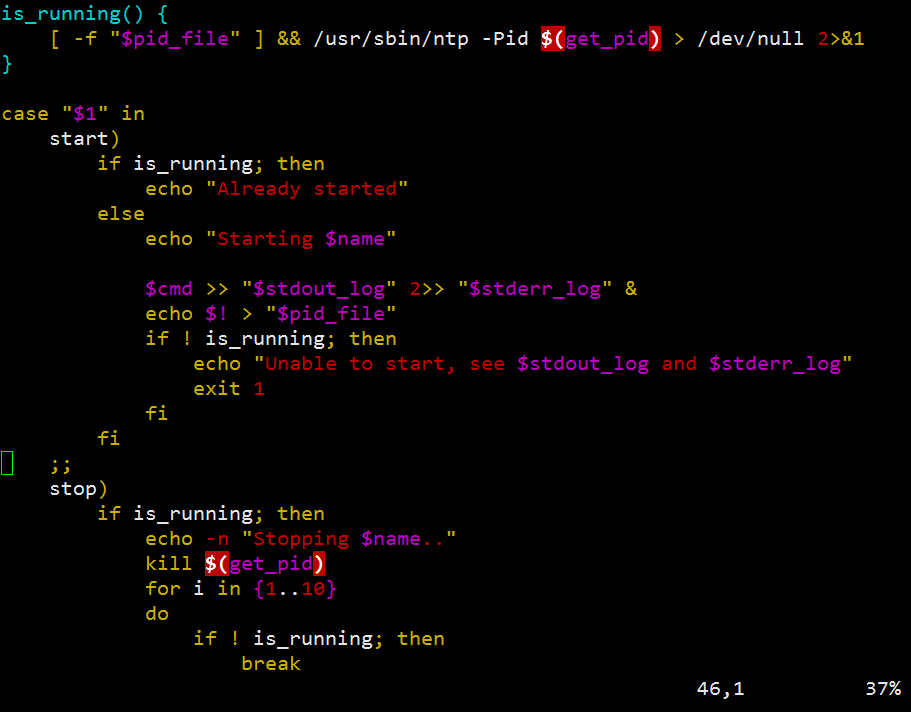 is_running() {
    [ -f "$pid_file" ] && /usr/sbin/ntp -Pid $(get_pid) > /dev/null 2>&1
}

case "$1" in
    start)
        if is_running; then
            echo "Already started"
        else
            echo "Starting $name"

            $cmd >> "$stdout_log" 2>> "$stderr_log" &
            echo $! > "$pid_file"
            if ! is_running; then
                echo "Unable to start, see $stdout_log and $stderr_log"
                exit 1
            fi
        fi
    ;;
    stop)
        if is_running; then
            echo -n "Stopping $name.."
            kill $(get_pid)
            for i in {1..10}
            do
                if ! is_running; then
                    break
46,1 37%